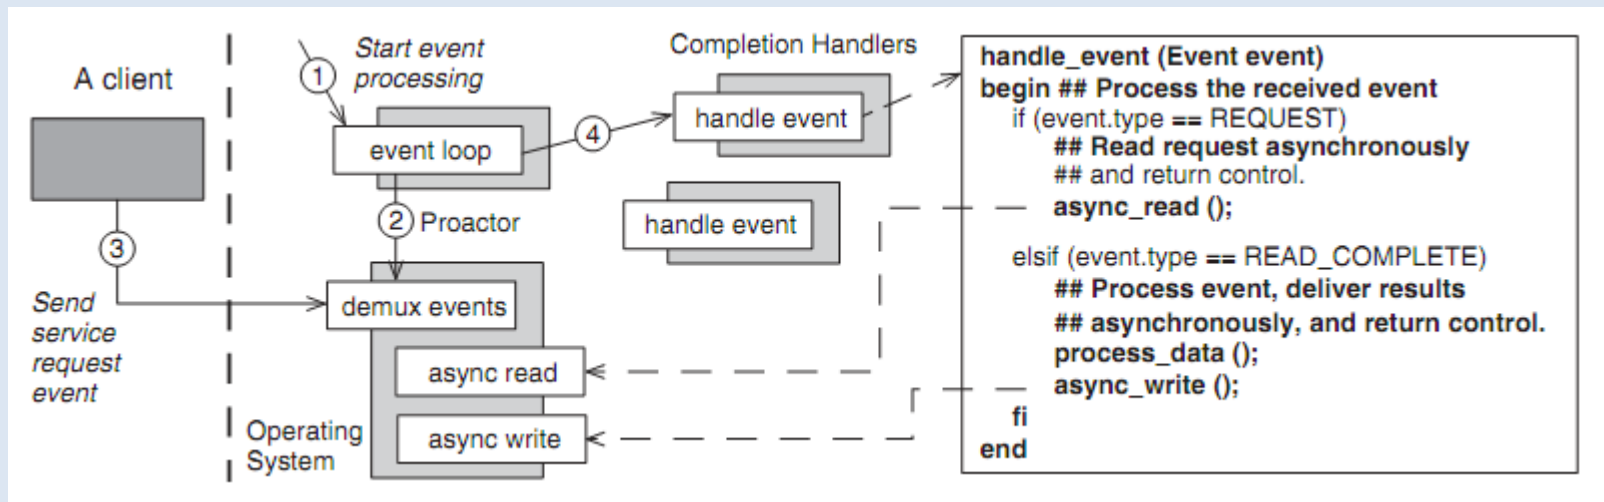 A client
Send
service
request
event
3
1
Start event
processing
event loop
2
Proactor
4
demux events
async read
async write
Operating
System
Completion Handlers
handle event
handle event
handle_event (Event event)
begin ## Process the received event
if (event.type == REQUEST)
## Read request asynchronously
## and return control.
async_read ();
elsif (event.type == READ_COMPLETE)
## Process event, deliver results
## asynchronously, and return control.
process_data ();
async_write ();
fi
end